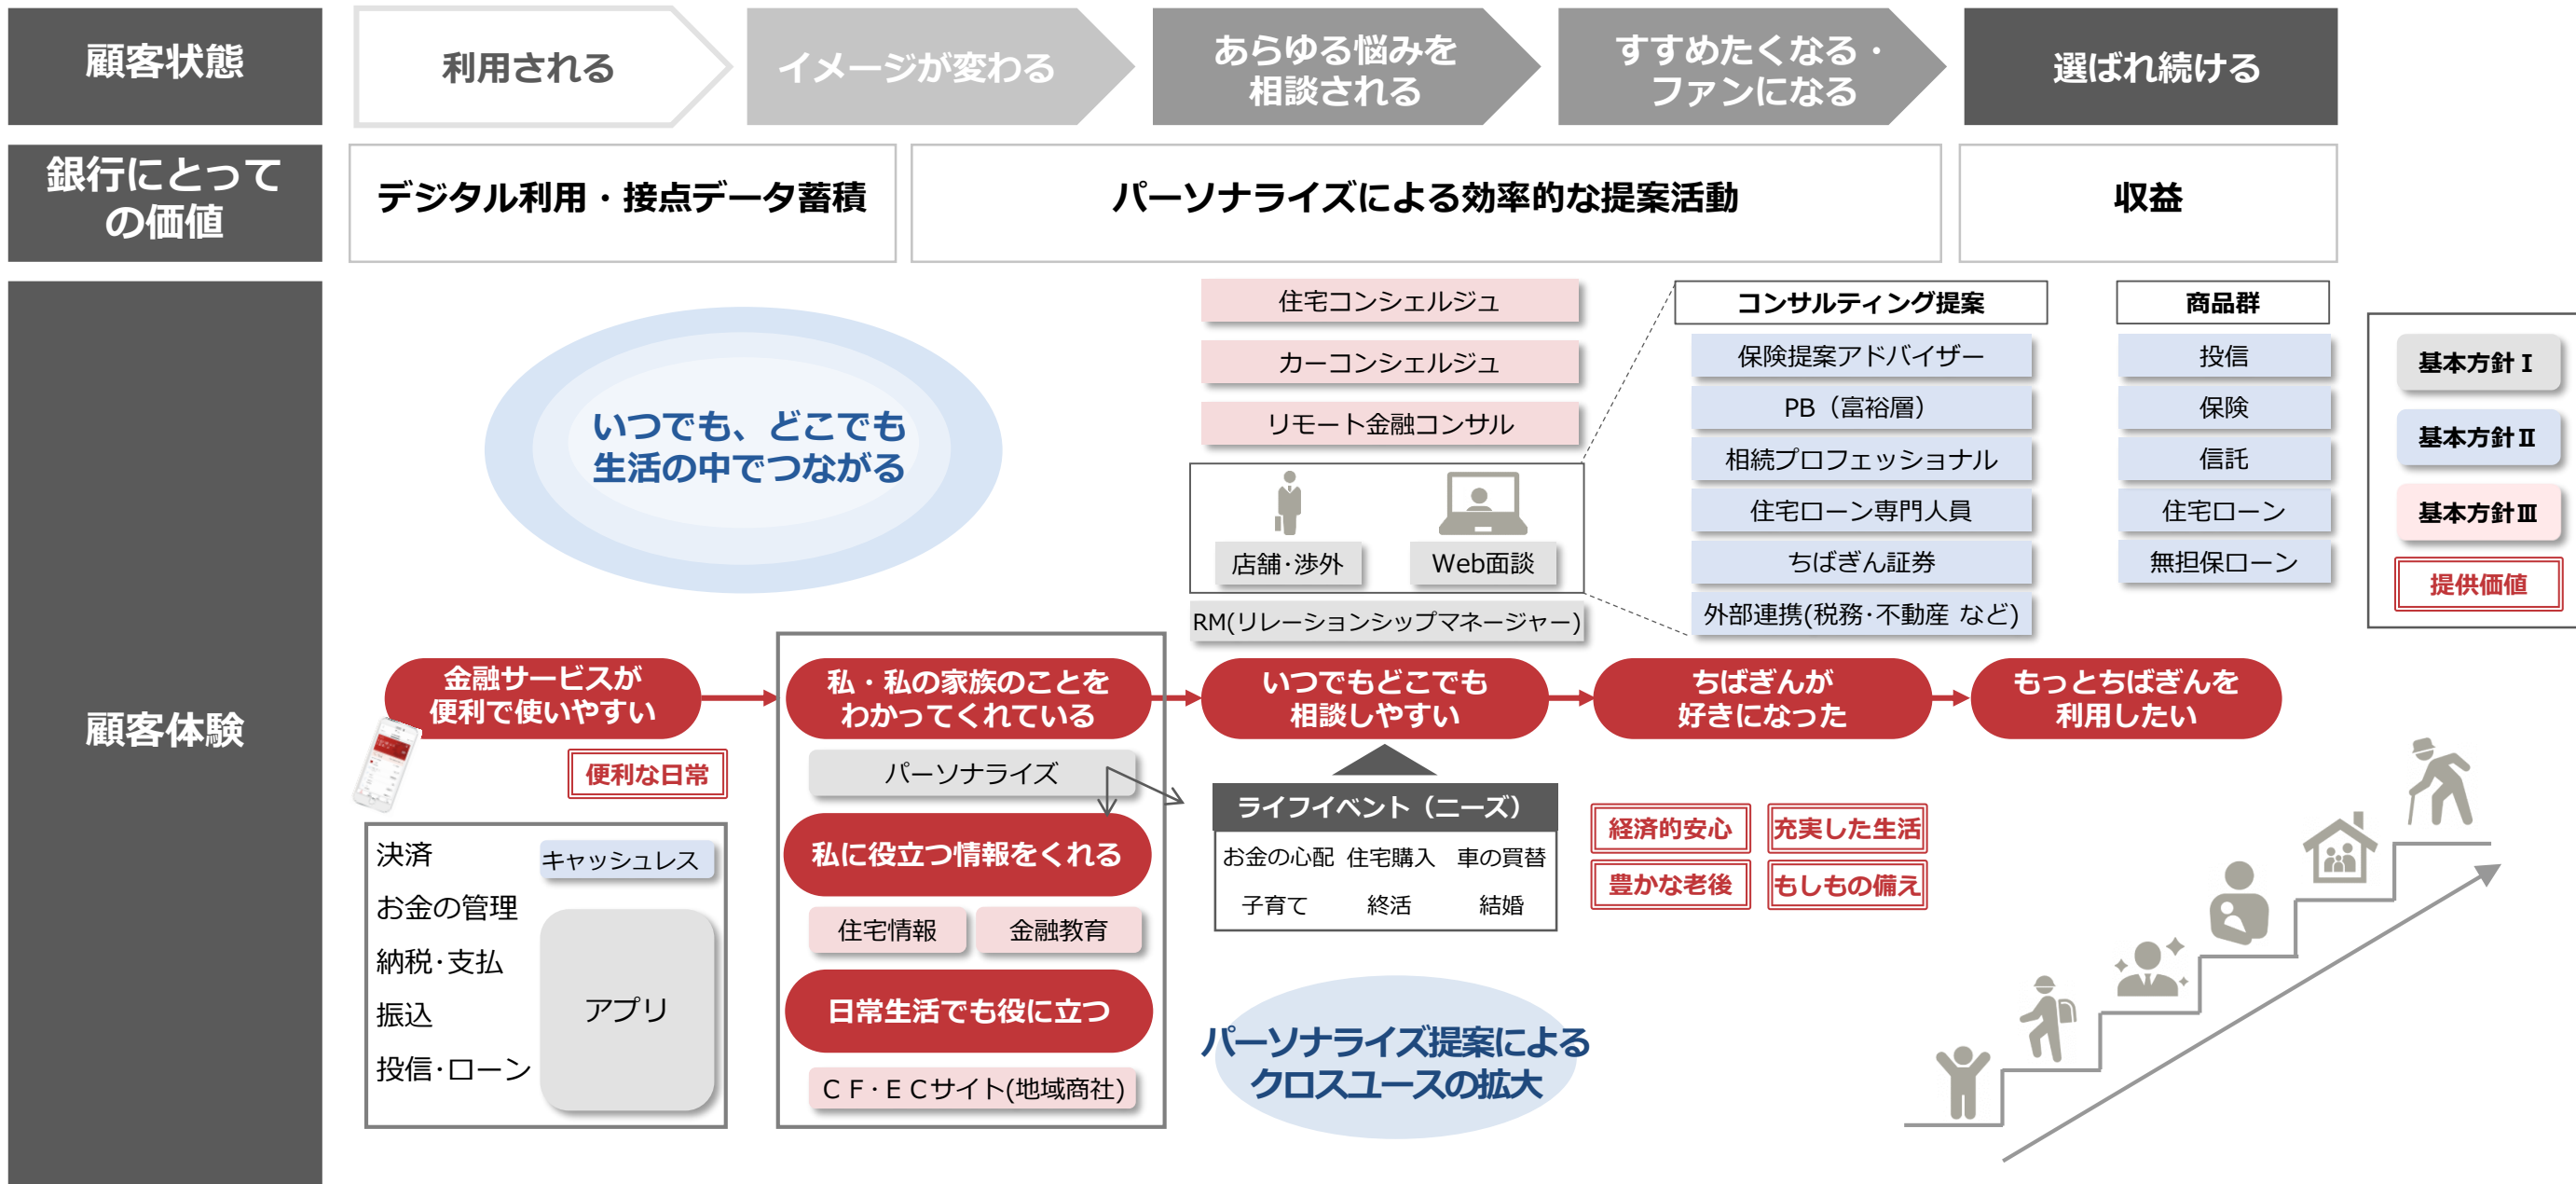 顧客状態
利用される
イメージが変わる
あらゆる悩みを
相談される
すすめたくなる・
ファンになる
選ばれ続ける
銀行にとって
の価値
デジタル利用・接点データ蓄積
パーソナライズによる効率的な提案活動
収益
顧客体験
いつでも、どこでも
生活の中でつながる
住宅コンシェルジュ
カーコンシェルジュ
リモート金融コンサル
店舗・渉外
Web面談
RM(リレーションシップマネージャー)
コンサルティング提案
保険提案アドバイザー
PB（富裕層）
相続プロフェッショナル
住宅ローン専門人員
ちばぎん証券
外部連携(税務・不動産 など)
商品群
投信
保険
信託
住宅ローン
無担保ローン
基本方針Ⅰ
基本方針Ⅱ
基本方針Ⅲ
提供価値
金融サービスが
便利で使いやすい
私・私の家族のことを
わかってくれている
いつでもどこでも
相談しやすい
ちばぎんが
好きになった
もっとちばぎんを
利用したい
便利な日常
決済
お金の管理
納税・支払
振込
投信・ローン
キャッシュレス
アプリ
パーソナライズ
私に役立つ情報をくれる
住宅情報
金融教育
日常生活でも役に立つ
ＣＦ・ＥＣサイト(地域商社)
ライフイベント（ニーズ）
お金の心配 住宅購入 車の買替
子育て 終活 結婚
経済的安心
充実した生活
豊かな老後
もしもの備え
パーソナライズ提案による
クロスユースの拡大